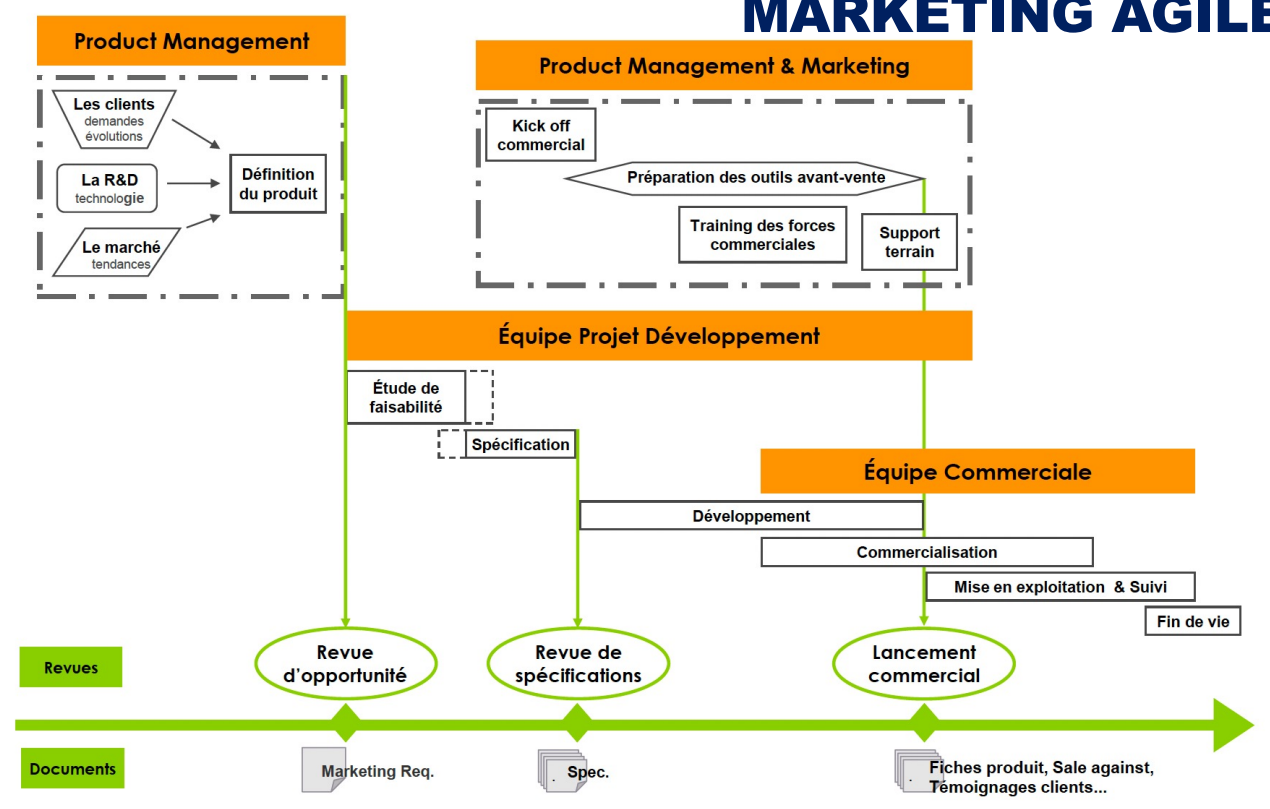 MARKETING AGILE
Product Management
Product Management & Marketing
Les clients
demandes
évolutions
La R&D
technologie
Le marché
tendances
Définition
du produit
Kick off
commercial
Préparation des outils avant-vente
Training des forces
commerciales
Support
terrain
Équipe Projet Développement
Étude de
faisabilité
Spécification
Équipe Commerciale
Développement
Commercialisation
Mise en exploitation & Suivi
Fin de vie
Revues
Revue
d'opportunité
Revue de
spécifications
Lancement
commercial
Documents
Marketing Req.
. Spec.
. Fiches produit, Sale against,
Témoignages clients...